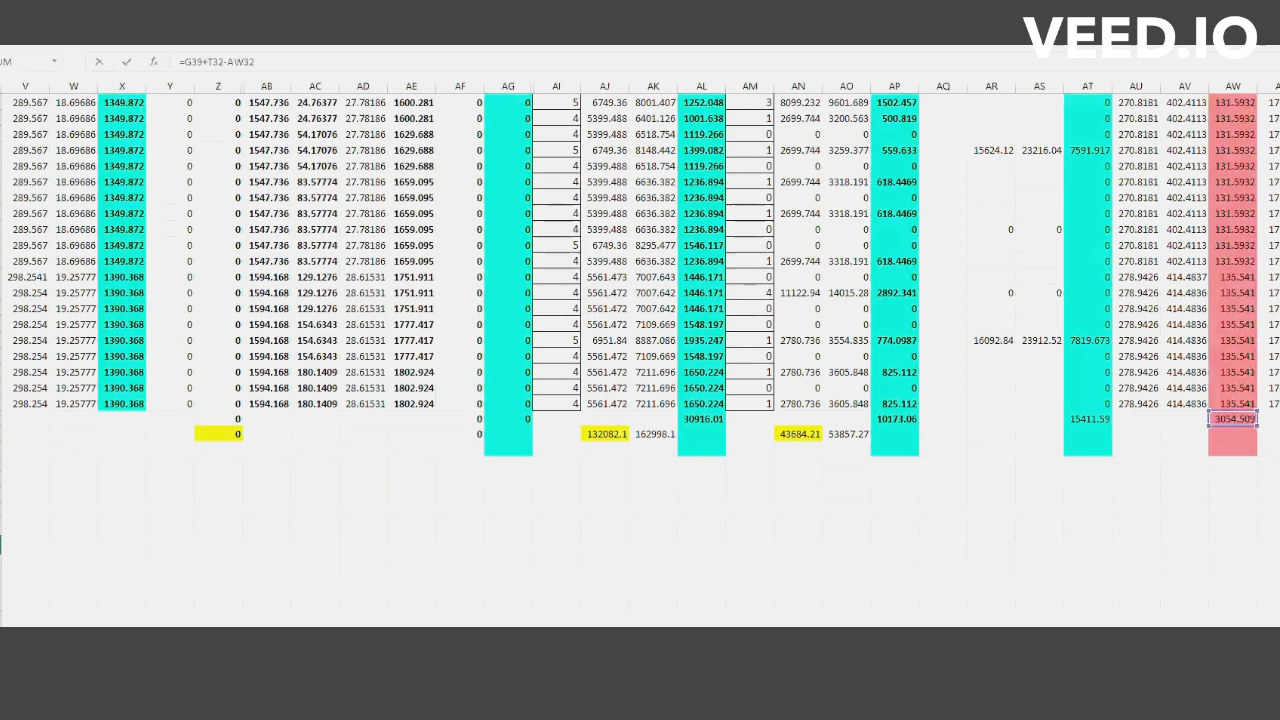 VEED.IO
UM =G39+T32-AW32
V W X Y Z AB AC AD AE AF AG AI AJ AK AL AM AN AO AP AQ AR AS AT AU AV AW
289.567 18.69686 1349.872 0 0 1547.736 24.76377 27.78186 1600.281 0 0 5 6749.36 8001.407 1252.048 3 8099.232 9601.689 1502.457 0 270.8181 402.4113 131.5932 17
289.567 18.69686 1349.872 0 0 1547.736 24.76377 27.78186 1600.281 0 0 4 5399.488 6401.126 1001.638 1 2699.744 3200.563 500.819 0 270.8181 402.4113 131.5932 17
289.567 18.69686 1349.872 0 0 1547.736 54.17076 27.78186 1629.688 0 0 4 5399.488 6518.754 1119.266 0 0 0 0 0 270.8181 402.4113 131.5932 17
289.567 18.69686 1349.872 0 0 1547.736 54.17076 27.78186 1629.688 0 0 5 6749.36 8148.442 1399.082 1 2699.744 3259.377 559.633 15624.12 23216.04 7591.917 270.8181 402.4113 131.5932 17
289.567 18.69686 1349.872 0 0 1547.736 54.17076 27.78186 1629.688 0 0 4 5399.488 6518.754 1119.266 0 0 0 0 0 270.8181 402.4113 131.5932 17
289.567 18.69686 1349.872 0 0 1547.736 83.57774 27.78186 1659.095 0 0 4 5399.488 6636.382 1236.894 1 2699.744 3318.191 618.4469 0 270.8181 402.4113 131.5932 17
289.567 18.69686 1349.872 0 0 1547.736 83.57774 27.78186 1659.095 0 0 4 5399.488 6636.382 1236.894 0 0 0 0 0 270.8181 402.4113 131.5932 17
289.567 18.69686 1349.872 0 0 1547.736 83.57774 27.78186 1659.095 0 0 4 5399.488 6636.382 1236.894 1 2699.744 3318.191 618.4469 0 270.8181 402.4113 131.5932 17
289.567 18.69686 1349.872 0 0 1547.736 83.57774 27.78186 1659.095 0 0 4 5399.488 6636.382 1236.894 0 0 0 0 0 0 0 270.8181 402.4113 131.5932 17
289.567 18.69686 1349.872 0 0 1547.736 83.57774 27.78186 1659.095 0 0 5 6749.36 8295.477 1546.117 0 0 0 0 0 270.8181 402.4113 131.5932 17
289.567 18.69686 1349.872 0 0 1547.736 83.57774 27.78186 1659.095 0 0 4 5399.488 6636.382 1236.894 1 2699.744 3318.191 618.4469 0 270.8181 402.4113 131.5932 17
298.2541 19.25777 1390.368 0 0 1594.168 129.1276 28.61531 1751.911 0 0 4 5561.473 7007.643 1446.171 0 0 0 0 0 278.9426 414.4837 135.541 17
298.254 19.25777 1390.368 0 0 1594.168 129.1276 28.61531 1751.911 0 0 4 5561.472 7007.642 1446.171 4 11122.94 14015.28 2892.341 0 0 0 278.9426 414.4836 135.541 17
298.254 19.25777 1390.368 0 0 1594.168 129.1276 28.61531 1751.911 0 0 4 5561.472 7007.642 1446.171 0 0 0 0 0 278.9426 414.4836 135.541 17
298.254 19.25777 1390.368 0 0 1594.168 154.6343 28.61531 1777.417 0 0 4 5561.472 7109.669 1548.197 0 0 0 0 0 278.9426 414.4836 135.541 17
298.254 19.25777 1390.368 0 0 1594.168 154.6343 28.61531 1777.417 0 0 5 6951.84 8887.086 1935.247 1 2780.736 3554.835 774.0987 16092.84 23912.52 7819.673 278.9426 414.4836 135.541 17
298.254 19.25777 1390.368 0 0 1594.168 154.6343 28.61531 1777.417 0 0 4 5561.472 7109.669 1548.197 0 0 0 0 0 278.9426 414.4836 135.541 17
298.254 19.25777 1390.368 0 0 1594.168 180.1409 28.61531 1802.924 0 0 4 5561.472 7211.696 1650.224 1 2780.736 3605.848 825.112 0 278.9426 414.4836 135.541 17
298.254 19.25777 1390.368 0 0 1594.168 180.1409 28.61531 1802.924 0 0 4 5561.472 7211.696 1650.224 0 0 0 0 0 278.9426 414.4836 135.541 17
298.254 19.25777 1390.368 0 0 1594.168 180.1409 28.61531 1802.924 0 0 4 5561.472 7211.696 1650.224 1 2780.736 3605.848 825.112 0 278.9426 414.4836 135.541 17
0 0 0 30916.01 10173.06 15411.59 3054.509
0 0 132082.1 162998.1 43684.21 53857.27